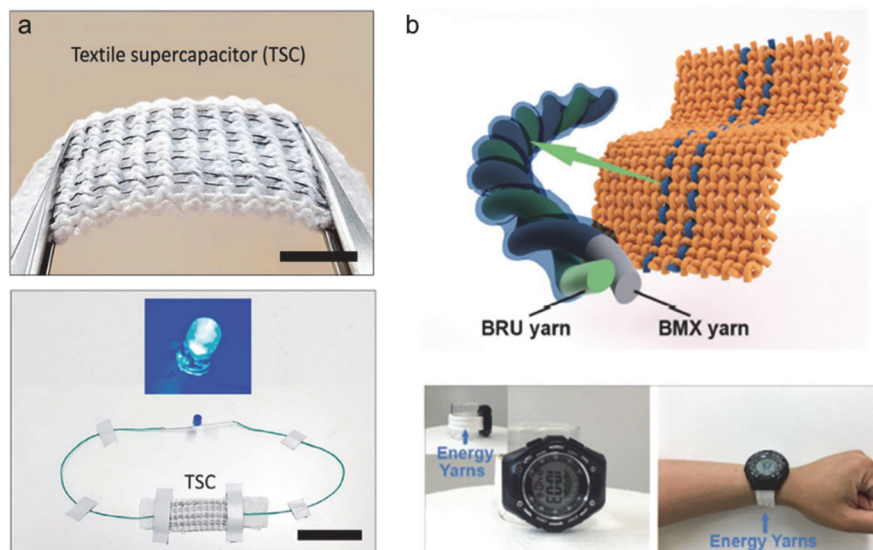 a
Textile supercapacitor (TSC)
TSC
b
BRU yarn
BMX yarn
Energy
Yarns
Energy Yarns